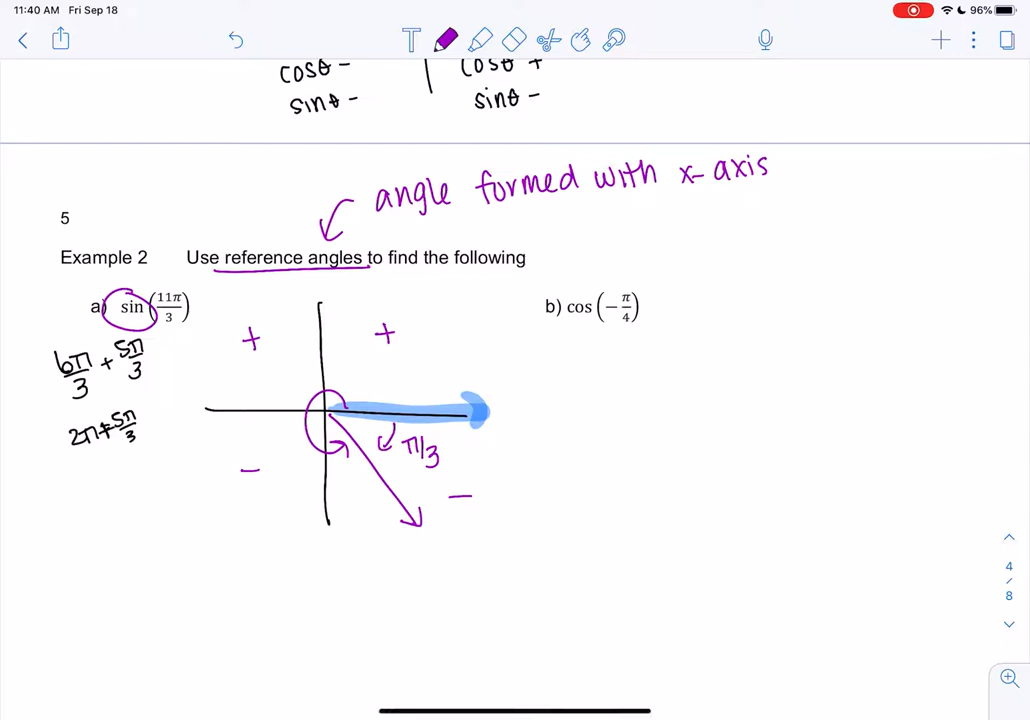 11:40 AM Fri Sep 18
96%
T
cosθ − cosθ +
sinθ − sinθ −
angle formed with x-axis
5
Example 2 Use reference angles to find the following
a) sin(11π/3) b) cos(−π/4)
6π/3 + 5π/3
2π + 5π/3
+ +
π/3
− −
4
/
8